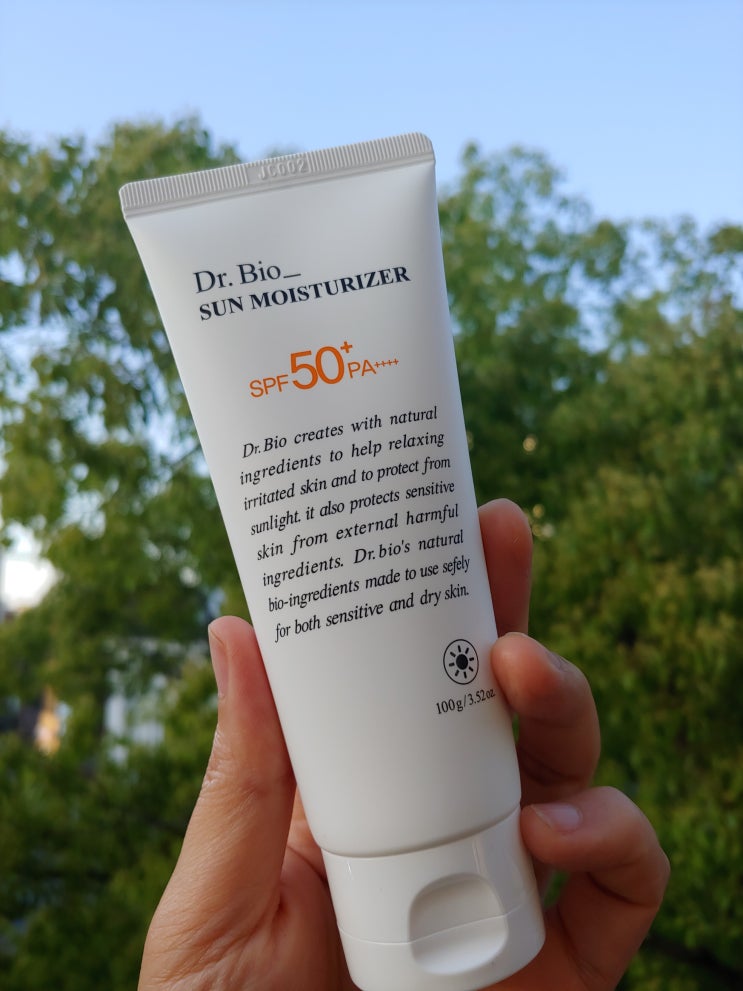 JC002
Dr. Bio_
SUN MOISTURIZER
SPF50+PA++++
Dr.Bio creates with natural
ingredients to help relaxing
irritated skin and to protect from
sunlight. it also protects sensitive
skin from external harmful
ingredients. Dr.bio's natural
bio-ingredients made to use sefely
for both sensitive and dry skin.
100g/3.52oz.